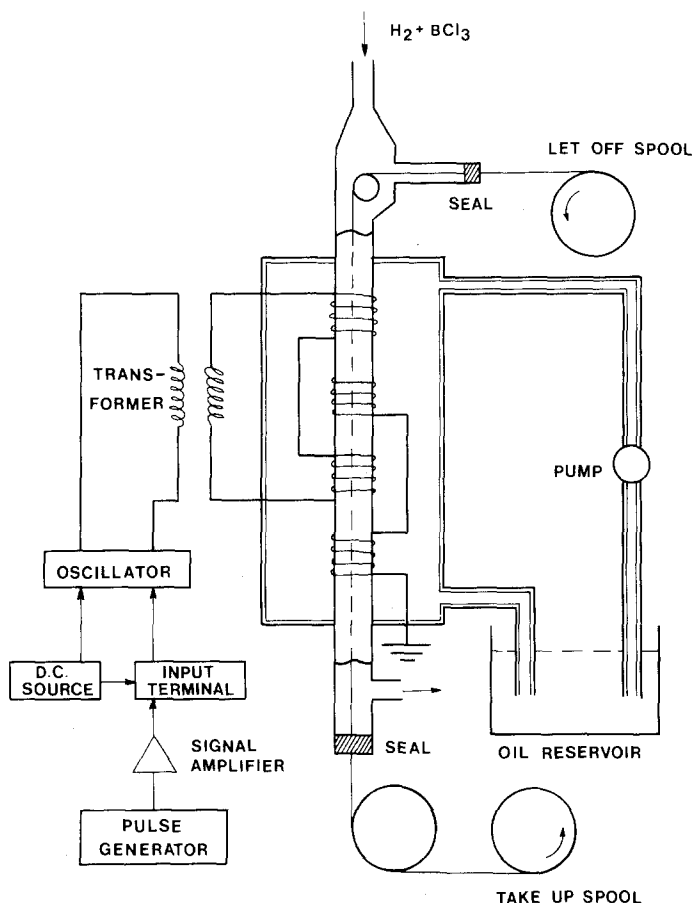 H₂ + BCl₃
LET OFF SPOOL
SEAL
TRANS-
FORMER
PUMP
OSCILLATOR
D.C.
SOURCE
INPUT
TERMINAL
SIGNAL
AMPLIFIER
SEAL
OIL RESERVOIR
PULSE
GENERATOR
TAKE UP SPOOL